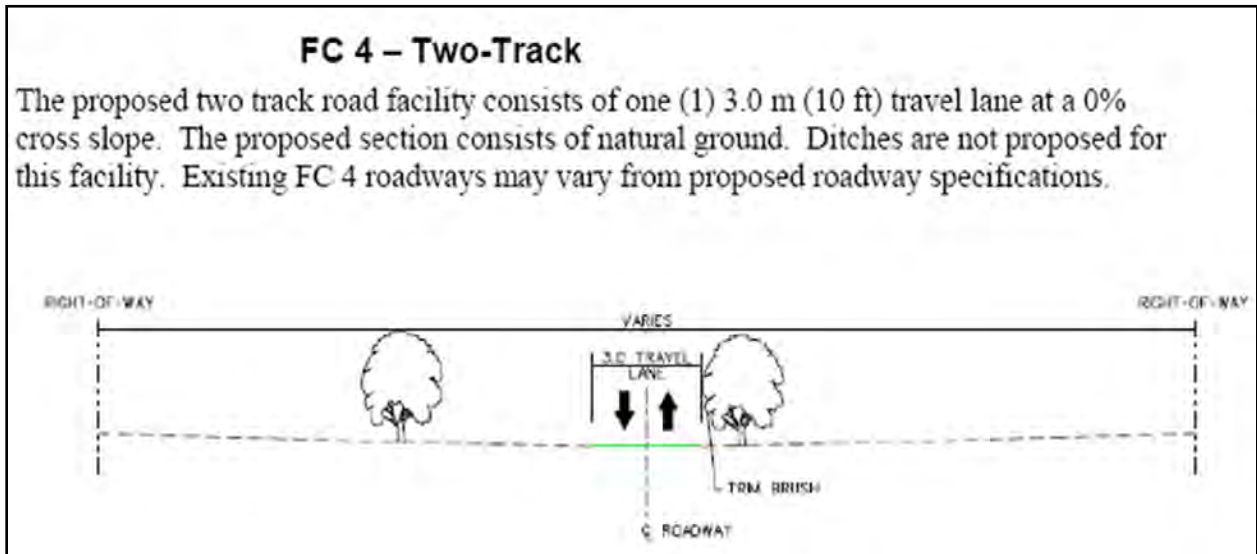 FC 4 – Two-Track
The proposed two track road facility consists of one (1) 3.0 m (10 ft) travel lane at a 0%
cross slope. The proposed section consists of natural ground. Ditches are not proposed for
this facility. Existing FC 4 roadways may vary from proposed roadway specifications.
RIGHT-OF-WAY
RIGHT-OF-WAY
VARIES
3.0 TRAVEL
LANE
TRIM BRUSH
℄ ROADWAY